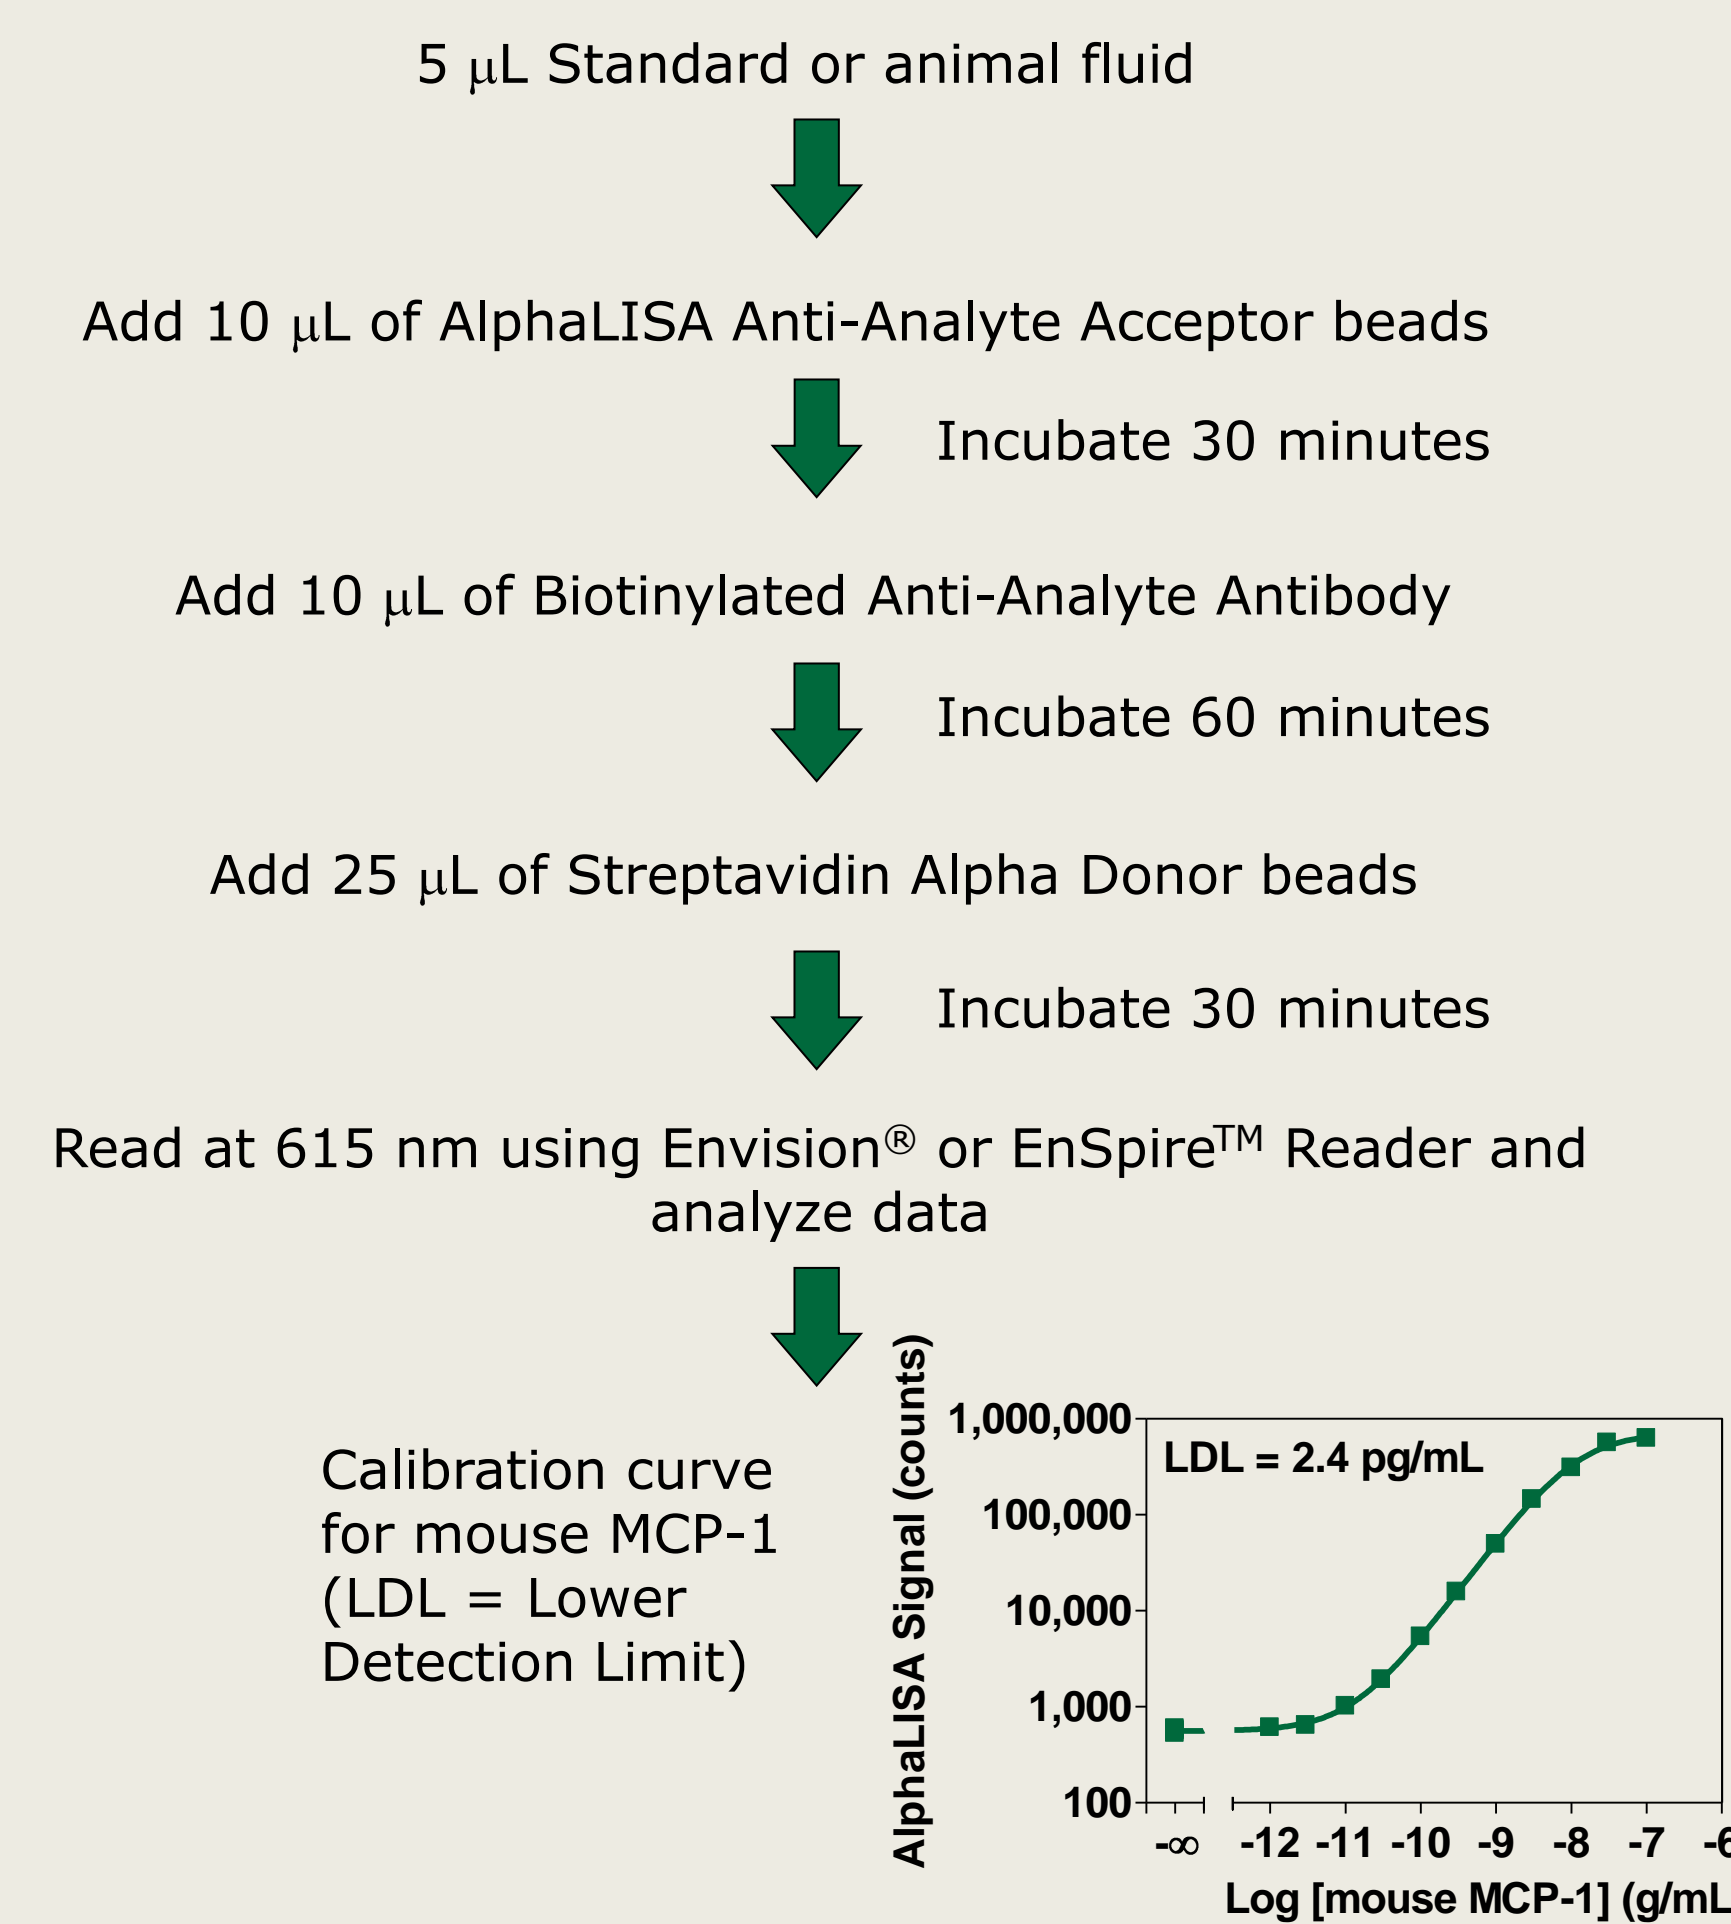 5 μL Standard or animal fluid
Add 10 μL of AlphaLISA Anti-Analyte Acceptor beads
Incubate 30 minutes
Add 10 μL of Biotinylated Anti-Analyte Antibody
Incubate 60 minutes
Add 25 μL of Streptavidin Alpha Donor beads
Incubate 30 minutes
Read at 615 nm using Envision® or EnSpire™ Reader and
analyze data
Calibration curve
for mouse MCP-1
(LDL = Lower
Detection Limit)
AlphaLISA Signal (counts)
1,000,000
100,000
10,000
1,000
100
LDL = 2.4 pg/mL
-∞ -12 -11 -10 -9 -8 -7 -6
Log [mouse MCP-1] (g/mL